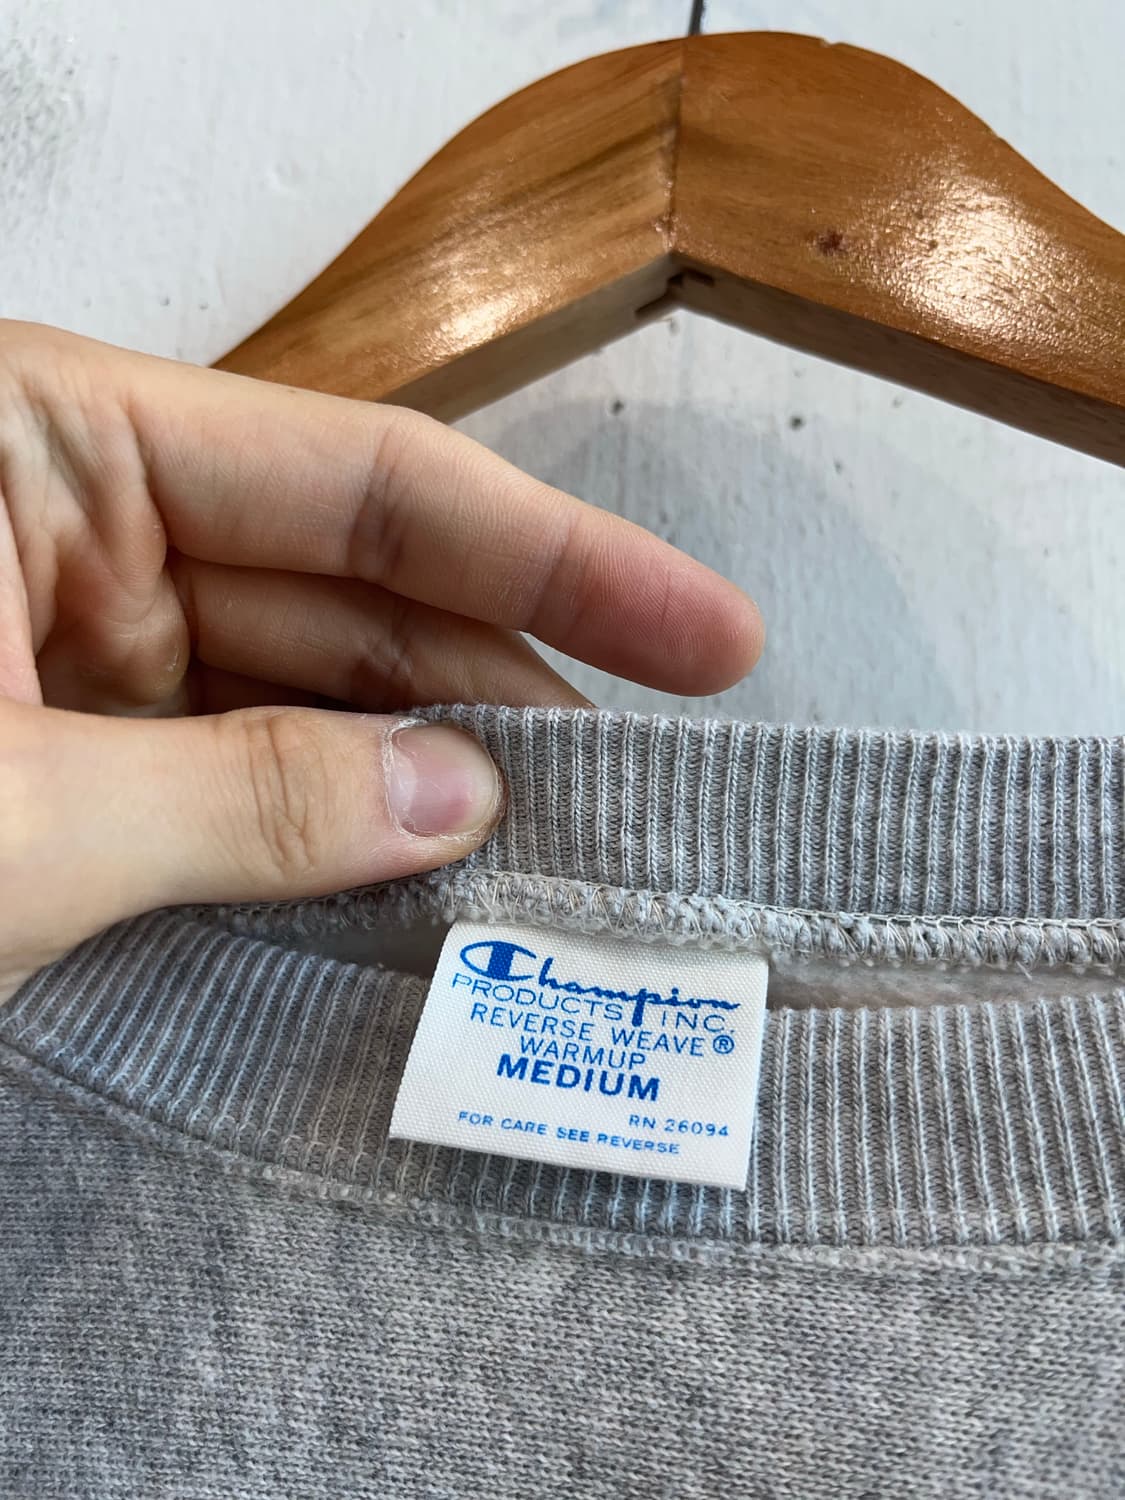 Champion
PRODUCTS INC.
REVERSE WEAVE®
WARMUP
MEDIUM
RN 26094
FOR CARE SEE REVERSE